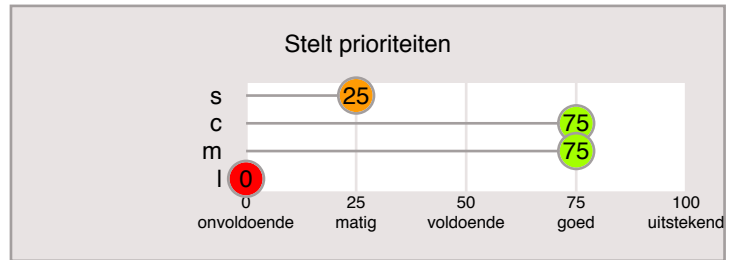 Stelt prioriteiten
s 25
c 75
m 75
l 0
0 25 50 75 100
onvoldoende matig voldoende goed uitstekend